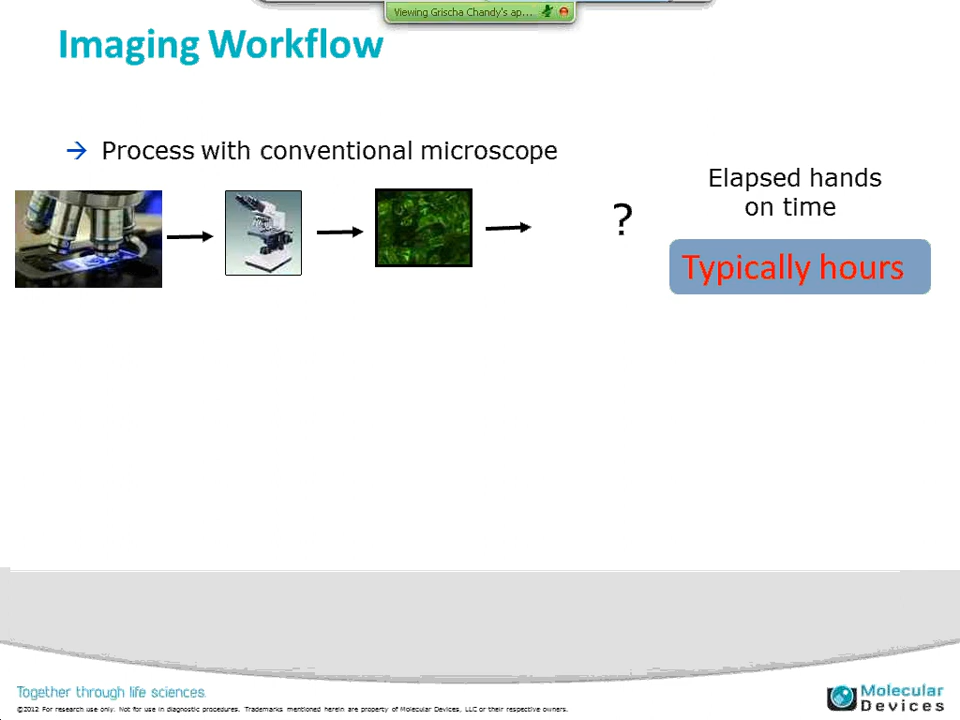 Viewing Grischa Chandy's ap...
Imaging Workflow
→ Process with conventional microscope
Elapsed hands
on time
?
Typically hours
Together through life sciences.
©2012 For research use only. Not for use in diagnostic procedures. Trademarks mentioned herein are property of Molecular Devices, LLC or their respective owners.
Molecular
Devices